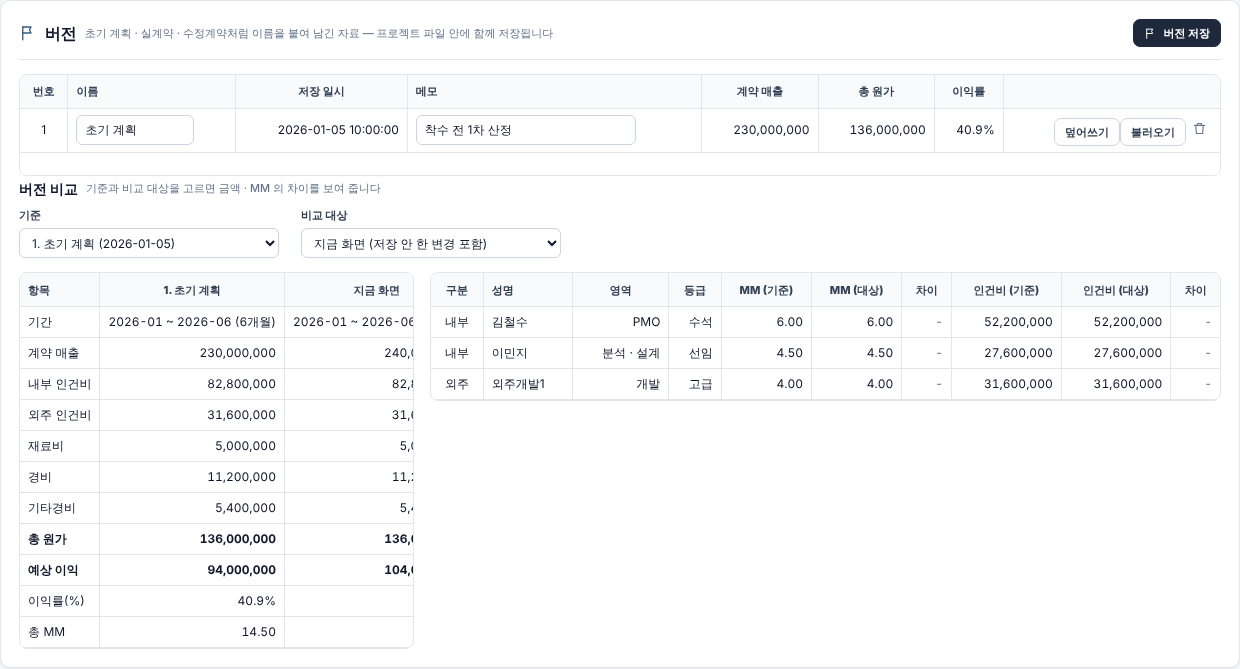 버전 초기 계획 · 실계약 · 수정계약처럼 이름을 붙여 남긴 자료 — 프로젝트 파일 안에 함께 저장됩니다 버전 저장
번호 이름 저장 일시 메모 계약 매출 총 원가 이익률
1 초기 계획 2026-01-05 10:00:00 착수 전 1차 산정 230,000,000 136,000,000 40.9% 덮어쓰기 불러오기
버전 비교 기준과 비교 대상을 고르면 금액 · MM 의 차이를 보여 줍니다
기준 비교 대상
1. 초기 계획 (2026-01-05) 지금 화면 (저장 안 한 변경 포함)
항목 1. 초기 계획 지금 화면
기간 2026-01 ~ 2026-06 (6개월) 2026-01 ~ 2026-06
계약 매출 230,000,000 240,0
내부 인건비 82,800,000 82,8
외주 인건비 31,600,000 31,6
재료비 5,000,000 5,0
경비 11,200,000 11,2
기타경비 5,400,000 5,4
총 원가 136,000,000 136,0
예상 이익 94,000,000 104,0
이익률(%) 40.9%
총 MM 14.50
구분 성명 영역 등급 MM (기준) MM (대상) 차이 인건비 (기준) 인건비 (대상) 차이
내부 김철수 PMO 수석 6.00 6.00 - 52,200,000 52,200,000 -
내부 이민지 분석 · 설계 선임 4.50 4.50 - 27,600,000 27,600,000 -
외주 외주개발1 개발 고급 4.00 4.00 - 31,600,000 31,600,000 -